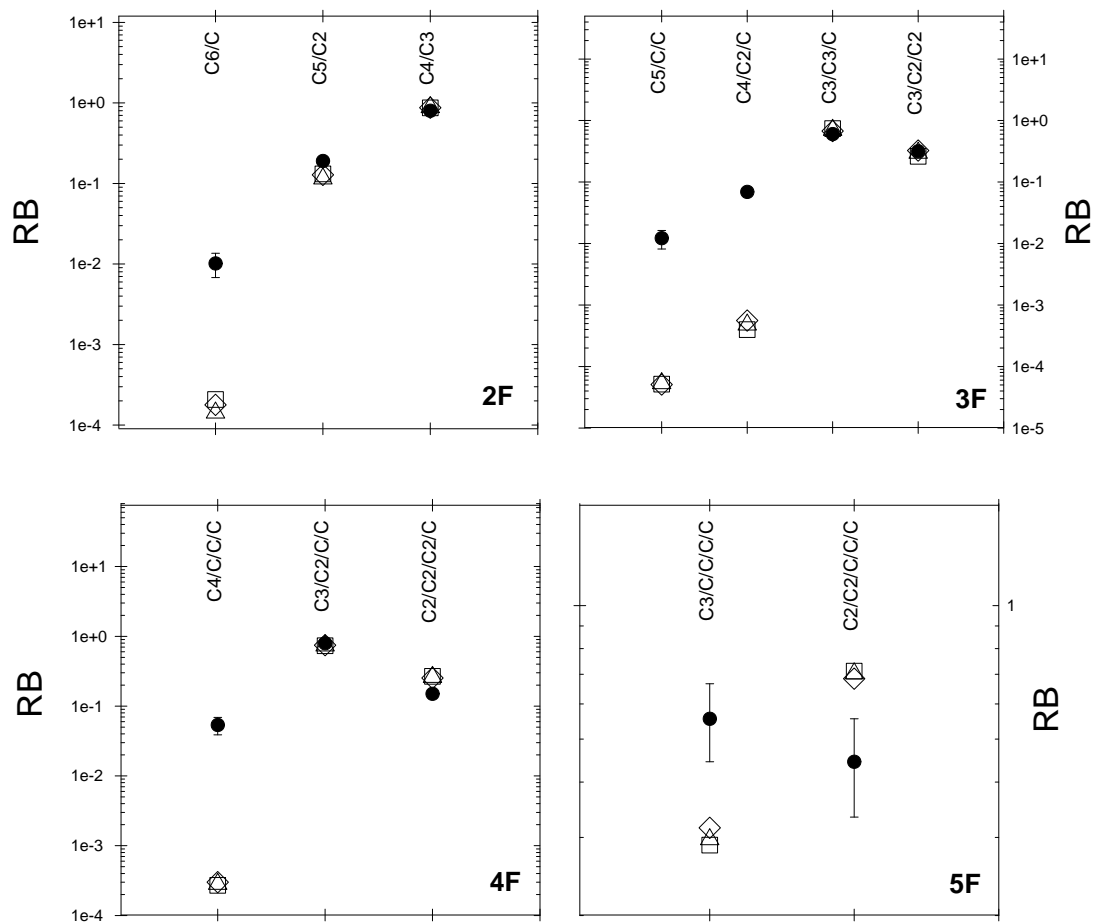 1e+1
1e+0
1e-1
1e-2
1e-3
1e-4
RB
C6/C
C5/C2
C4/C3
2F
C5/C/C
C4/C2/C
C3/C3/C
C3/C2/C2
3F
1e+1
1e+0
1e-1
1e-2
1e-3
1e-4
1e-5
RB
1e+1
1e+0
1e-1
1e-2
1e-3
1e-4
RB
C4/C/C/C
C3/C2/C/C
C2/C2/C2/C
4F
C3/C/C/C/C
C2/C2/C/C/C
5F
1
RB